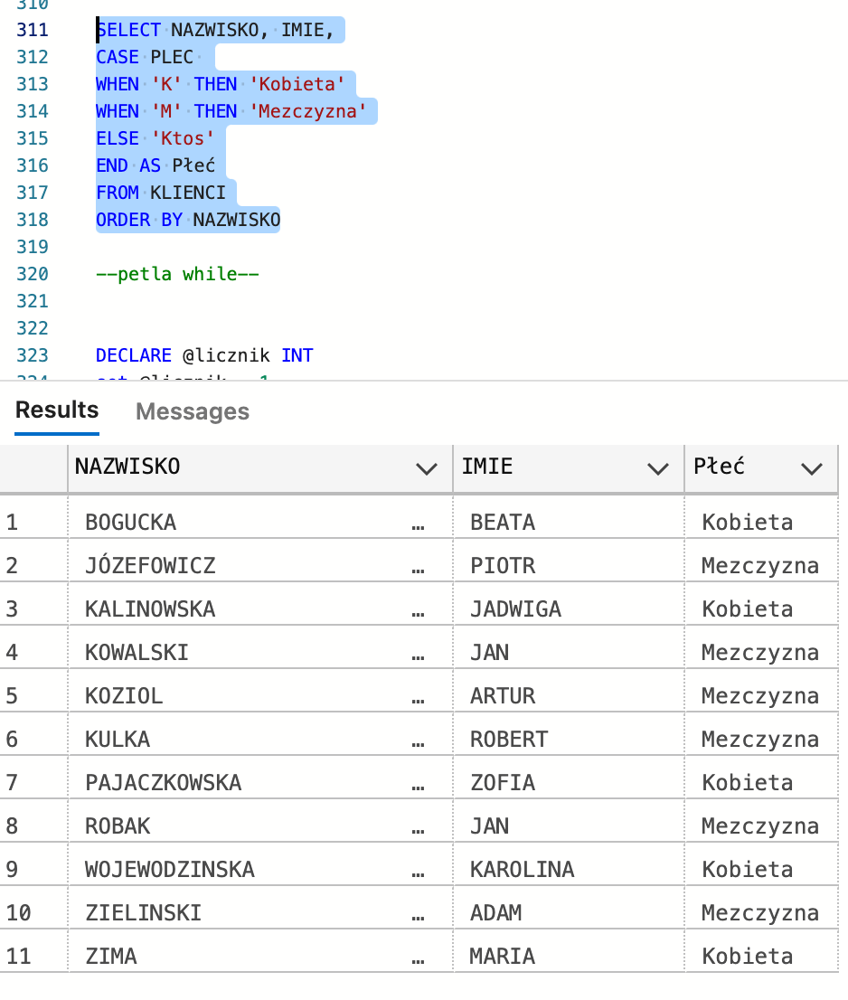 310
311 SELECT NAZWISKO, IMIE,
312 CASE PLEC
313 WHEN 'K' THEN 'Kobieta'
314 WHEN 'M' THEN 'Mezczyzna'
315 ELSE 'Ktos'
316 END AS Płeć
317 FROM KLIENCI
318 ORDER BY NAZWISKO
319
320 --petla while--
321
322
323 DECLARE @licznik INT
Results Messages
NAZWISKO IMIE Płeć
1 BOGUCKA … BEATA Kobieta
2 JÓZEFOWICZ … PIOTR Mezczyzna
3 KALINOWSKA … JADWIGA Kobieta
4 KOWALSKI … JAN Mezczyzna
5 KOZIOL … ARTUR Mezczyzna
6 KULKA … ROBERT Mezczyzna
7 PAJACZKOWSKA … ZOFIA Kobieta
8 ROBAK … JAN Mezczyzna
9 WOJEWODZINSKA … KAROLINA Kobieta
10 ZIELINSKI … ADAM Mezczyzna
11 ZIMA … MARIA Kobieta